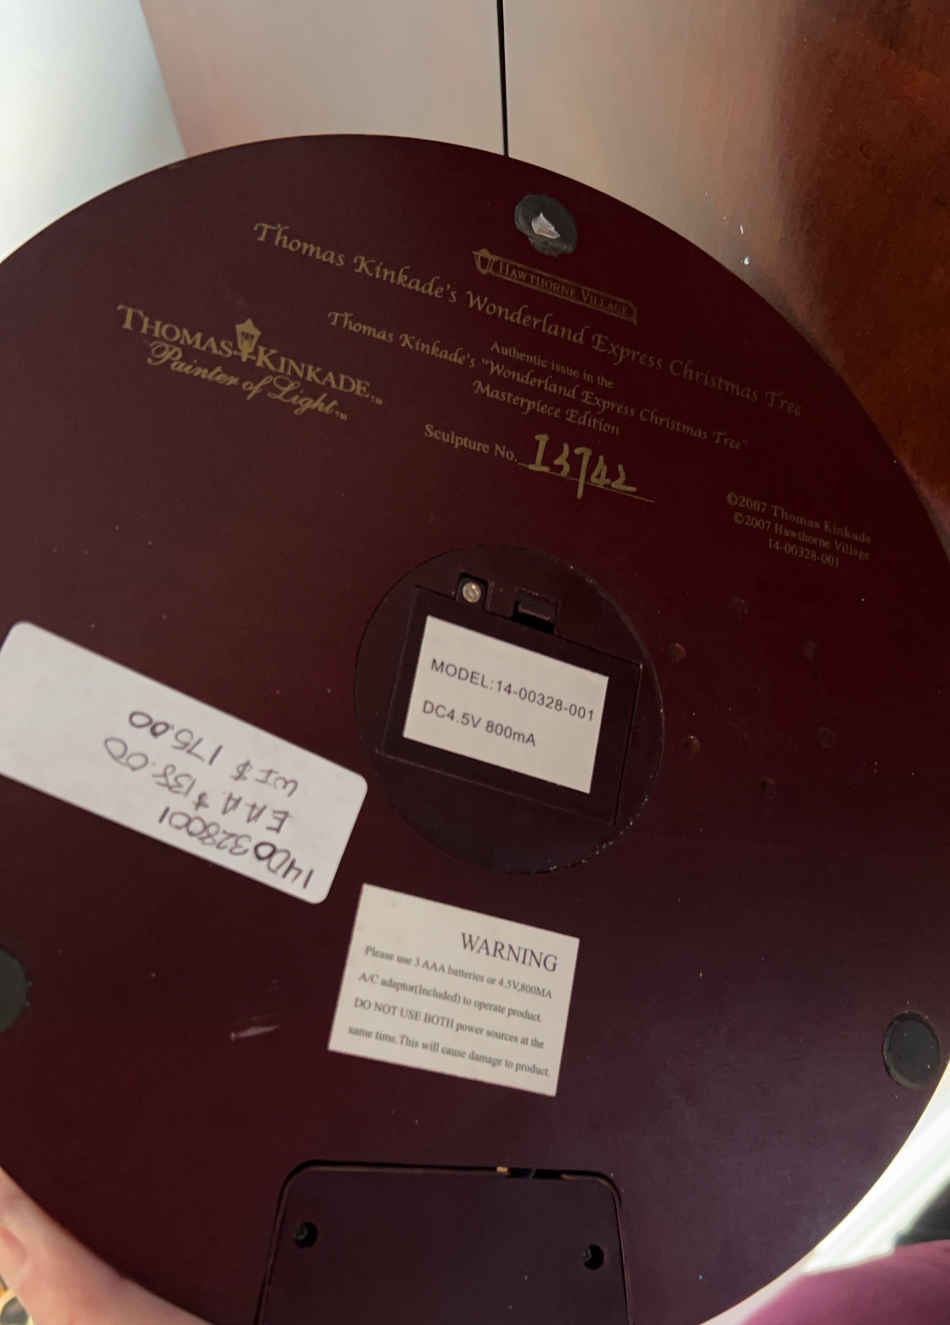 HAWTHORNE VILLAGE
Thomas Kinkade's Wonderland Express Christmas Tree
THOMAS KINKADE™
Painter of Light™
Authentic issue in the
Thomas Kinkade's "Wonderland Express Christmas Tree"
Masterpiece Edition
Sculpture No. 13742
©2007 Thomas Kinkade
©2007 Hawthorne Village
14-00328-001
MODEL:14-00328-001
DC4.5V 800mA
1400328001
EAA $138.00
WI $ 175.00
WARNING
Please use 3 AAA batteries or 4.5V,800MA
A/C adaptor(Included) to operate product.
DO NOT USE BOTH power sources at the
same time.This will cause damage to product.